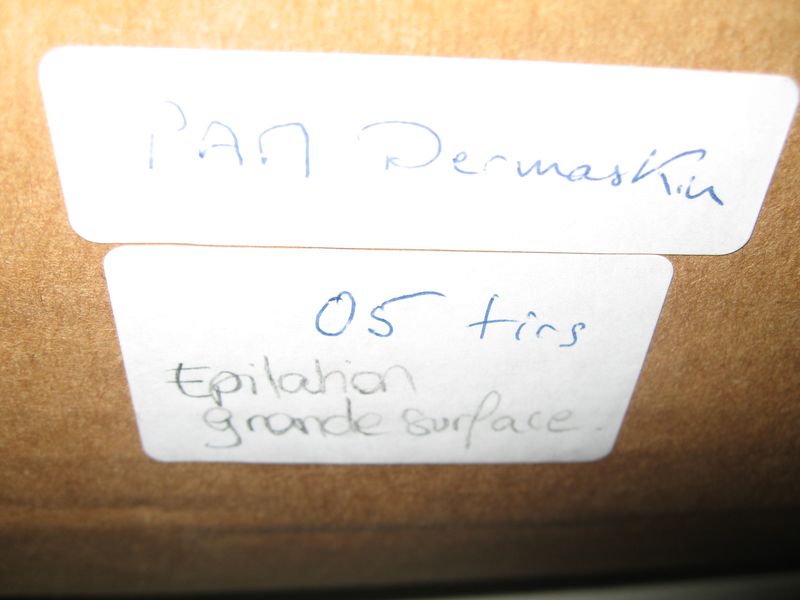 PAM Dermaskin
05 tirs
Epilation
grande surface.